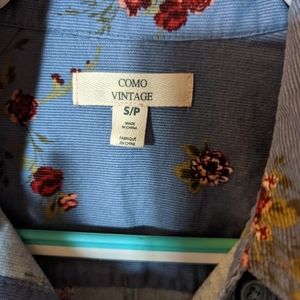 COMO
VINTAGE
S/P
MADE
IN CHINA
FABRIQUÉ
EN CHINE